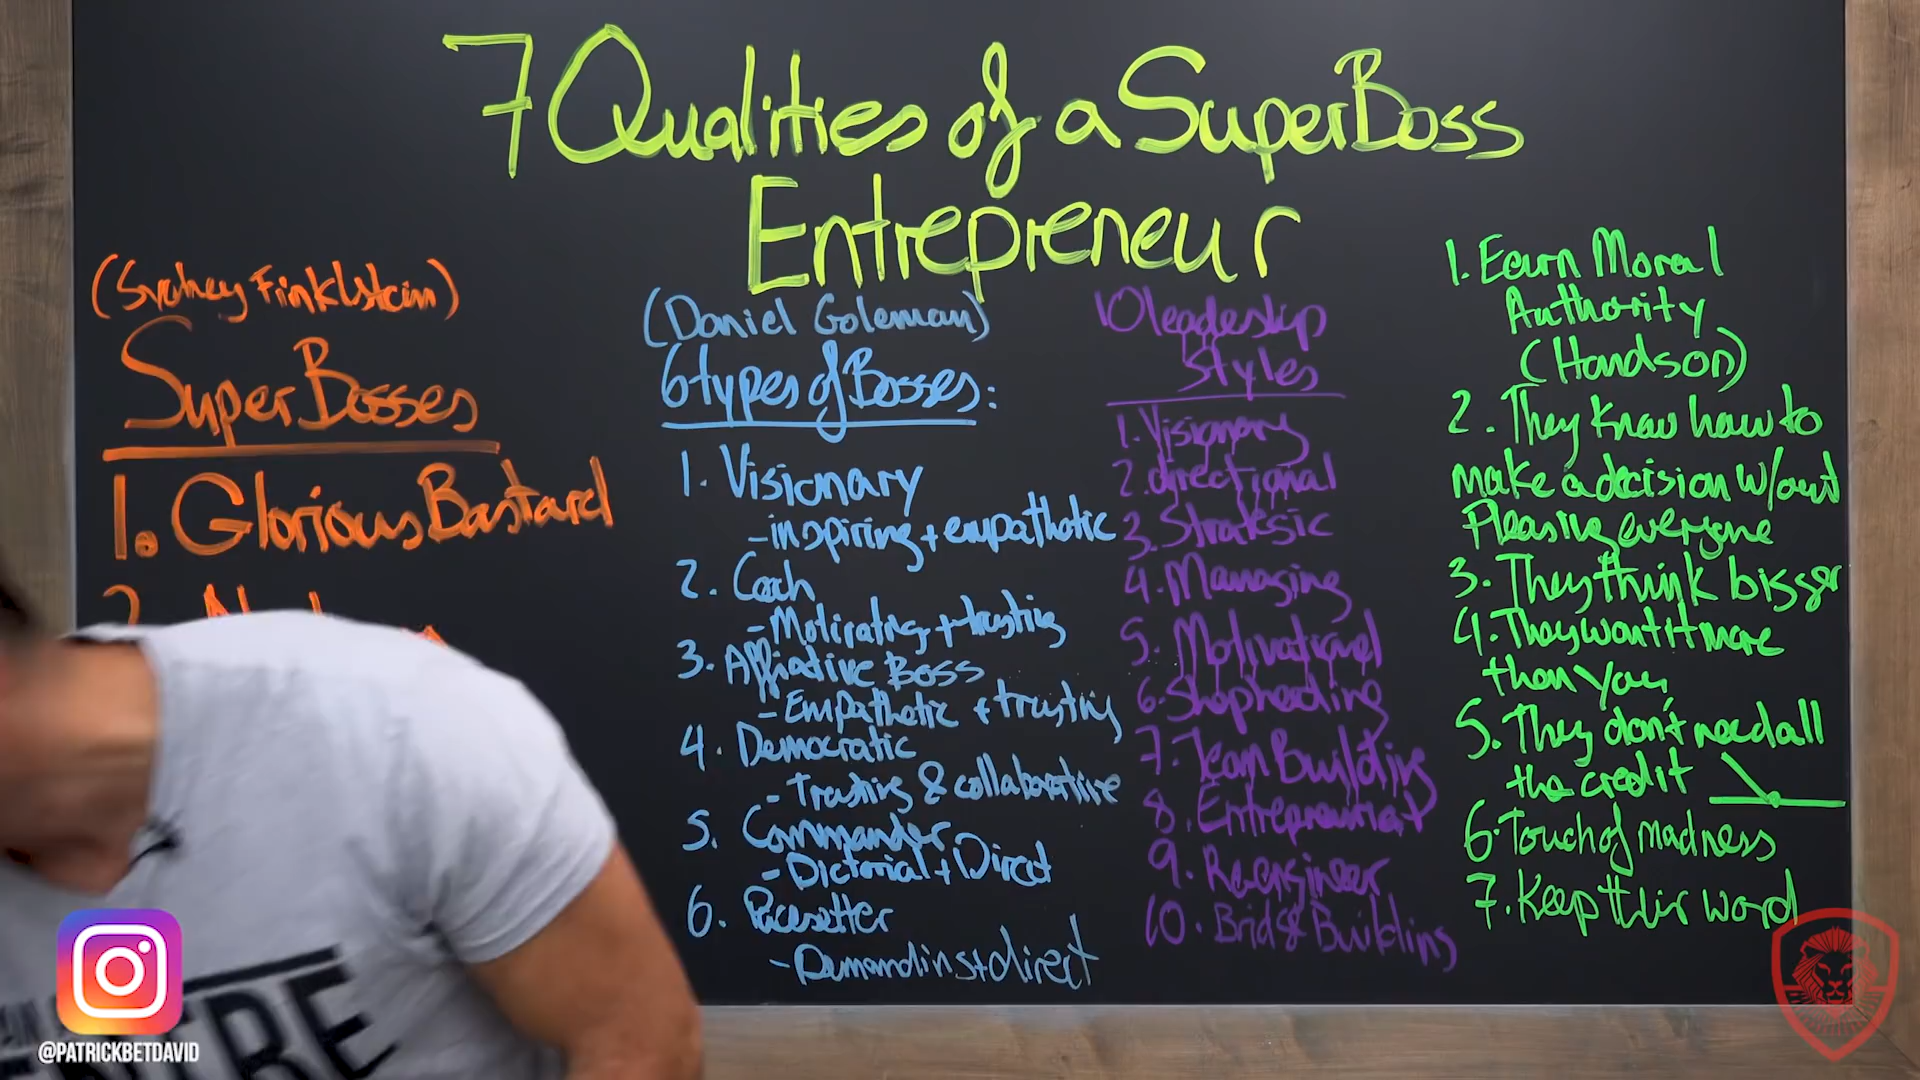 7 Qualities of a SuperBoss
Entrepreneur
(Sydney Finklstein)
SuperBosses
1. Glorious Bastard
2.
(Daniel Goleman)
6 types of Bosses:
1. Visionary
- inspiring + empathetic
2. Coach
- Motivating + trusting
3. Affliative Boss
- Empathetic + trusting
4. Democratic
- Trusting & collaborative
5. Commander
- Dictorial + Direct
6. Pacesetter
- Demanding + direct
10 leadeship
Styles
1. Visionary
2. directional
3. Strategic
4. Managing
5. Motivational
6. Shepherding
7. Team Building
8. Entrepreneurial
9. Reengineer
10. Bridge Building
1. Earn Moral
Authority
(Hands on)
2. They know how to
make a decision w/out
Pleasing everyone
3. They think bigger
4. They want it more
than you
5. They don't need all
the credit
6. Touch of madness
7. Keep their word
@PATRICKBETDAVID